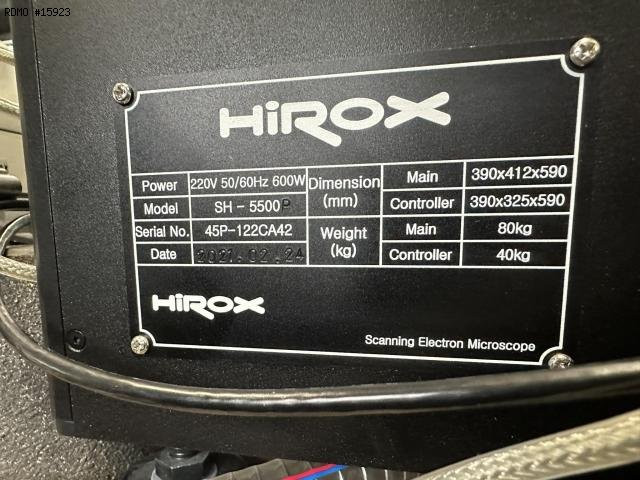 RDMO #15923
HiROX
Power 220V 50/60Hz 600W Dimension (mm) Main 390x412x590
Model SH - 5500P Controller 390x325x590
Serial No. 45P-122CA42 Weight (kg) Main 80kg
Date 2021.02.24 Controller 40kg
HiROX
Scanning Electron Microscope